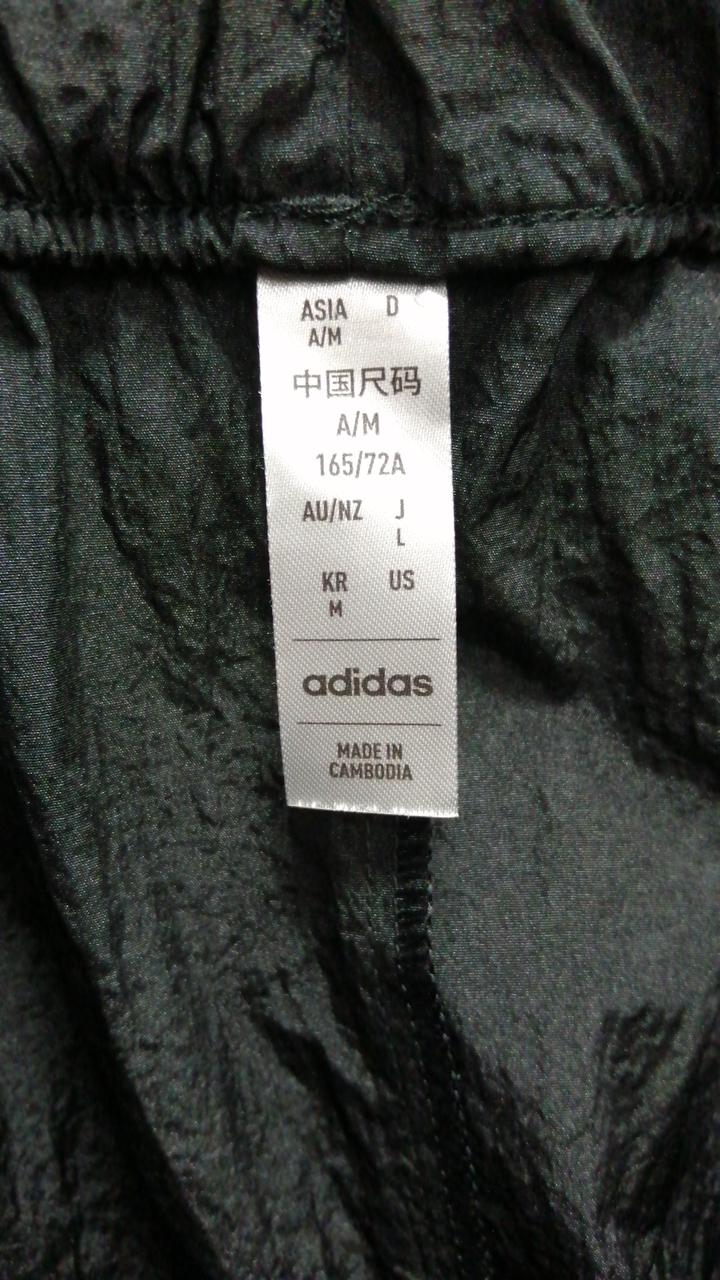 ASIA D
A/M
中国尺码
A/M
165/72A
AU/NZ J
L
KR US
M
adidas
MADE IN
CAMBODIA